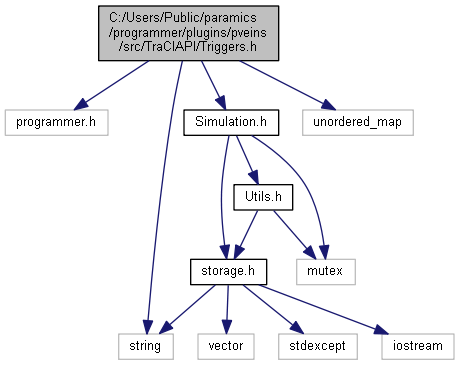 C:/Users/Public/paramics
/programmer/plugins/pveins
/src/TraCIAPI/Triggers.h
programmer.h
Simulation.h
unordered_map
Utils.h
storage.h
mutex
string
vector
stdexcept
iostream